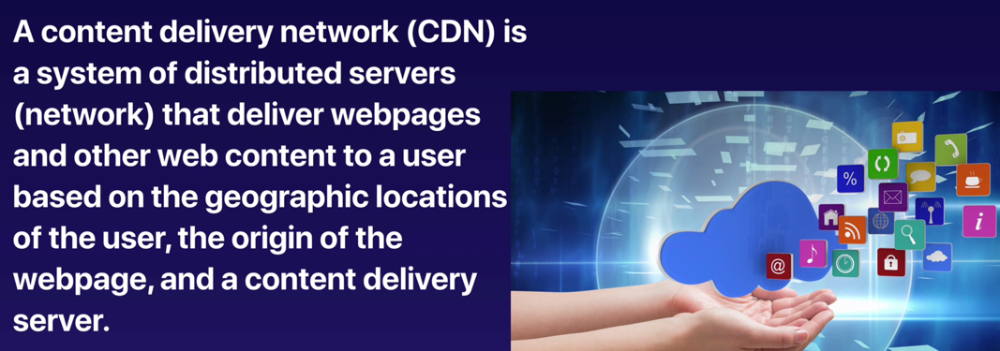 A content delivery network (CDN) is
a system of distributed servers
(network) that deliver webpages
and other web content to a user
based on the geographic locations
of the user, the origin of the
webpage, and a content delivery
server.
%
i
@